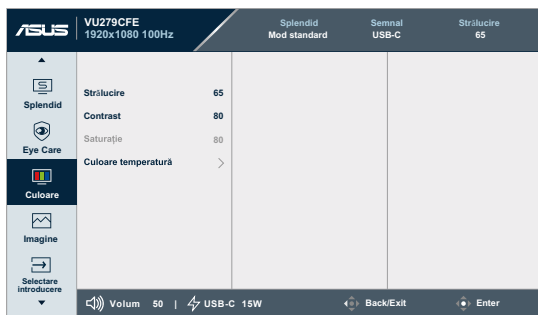 ASUS
VU279CFE
1920x1080 100Hz
Splendid
Mod standard
Semnal
USB-C
Strălucire
65
Splendid
Eye Care
Culoare
Imagine
Selectare
introducere
Strălucire 65
Contrast 80
Saturație 80
Culoare temperatură
Volum 50 | USB-C 15W
Back/Exit
Enter